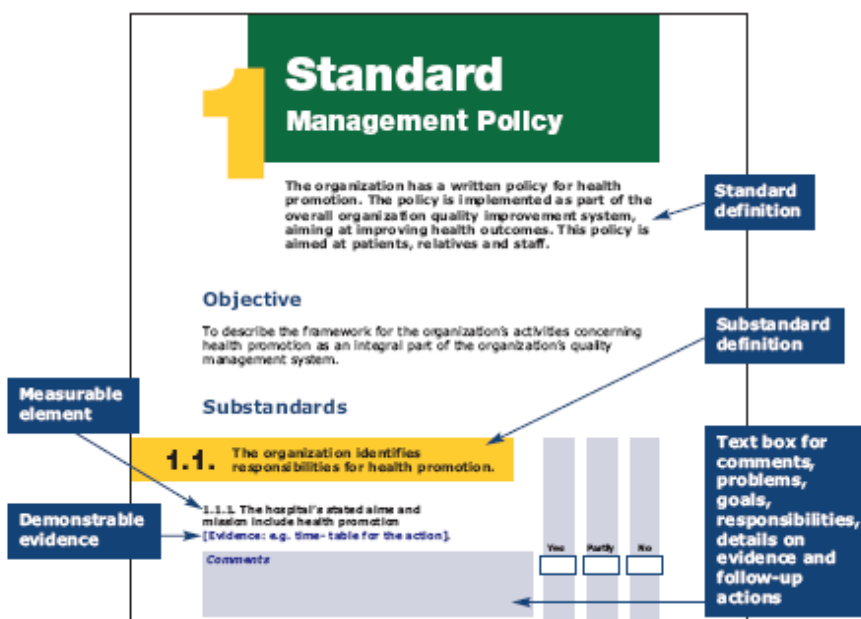 1
Standard
Management Policy
The organization has a written policy for health
promotion. The policy is implemented as part of the
overall organization quality improvement system,
aiming at improving health outcomes. This policy is
aimed at patients, relatives and staff.
Standard
definition
Objective
To describe the framework for the organization's activities concerning
health promotion as an integral part of the organization's quality
management system.
Substandard
definition
Measurable
element
Substandards
1.1. The organization identifies
responsibilities for health promotion.
Text box for
comments,
problems,
goals,
responsibilities,
details on
evidence and
follow-up
actions
1.1.1. The hospital's stated aims and
mission include health promotion
[Evidence: e.g. time- table for the action].
Demonstrable
evidence
Yes Partly No
Comments